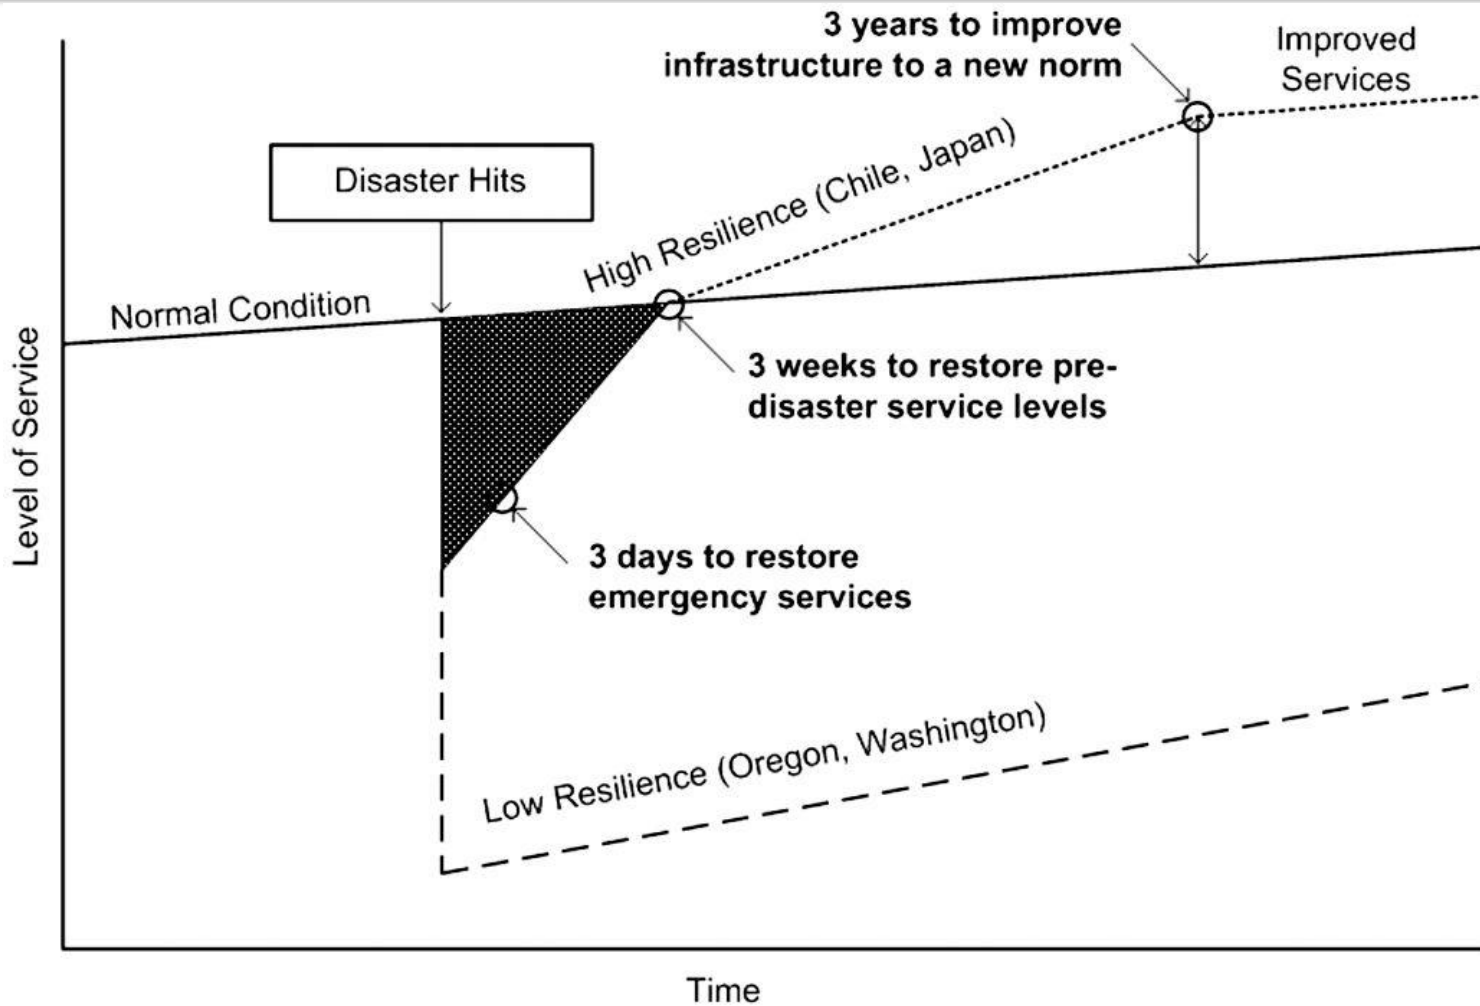 3 years to improve
infrastructure to a new norm
Improved
Services
Disaster Hits
High Resilience (Chile, Japan)
Normal Condition
3 weeks to restore pre-
disaster service levels
Level of Service
3 days to restore
emergency services
Low Resilience (Oregon, Washington)
Time